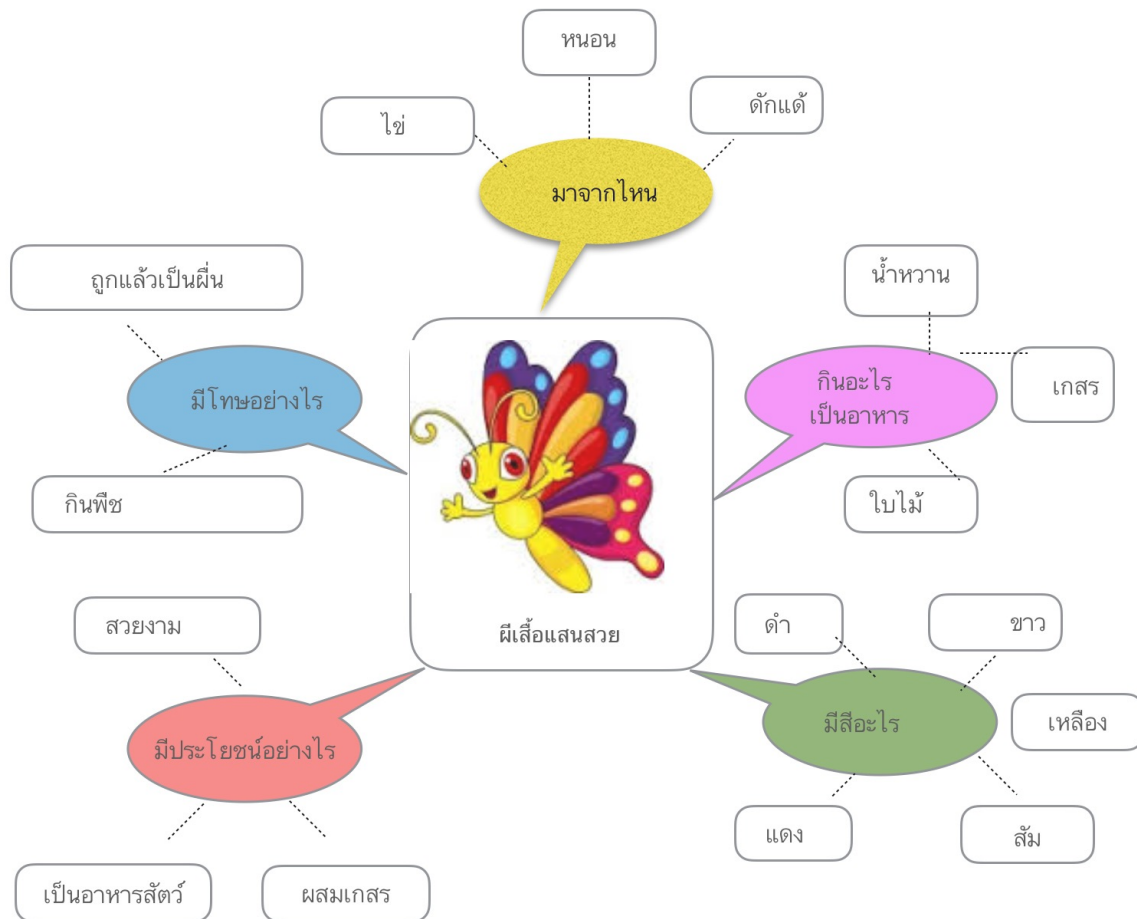 หนอน
ไข่
ดักแด้
มาจากไหน
ถูกแล้วเป็นผื่น
มีโทษอย่างไร
กินพืช
น้ำหวาน
กินอะไร
เป็นอาหาร
เกสร
ใบไม้
ผีเสื้อแสนสวย
สวยงาม
มีประโยชน์อย่างไร
เป็นอาหารสัตว์
ผสมเกสร
ดำ
ขาว
มีสีอะไร
เหลือง
แดง
สัม